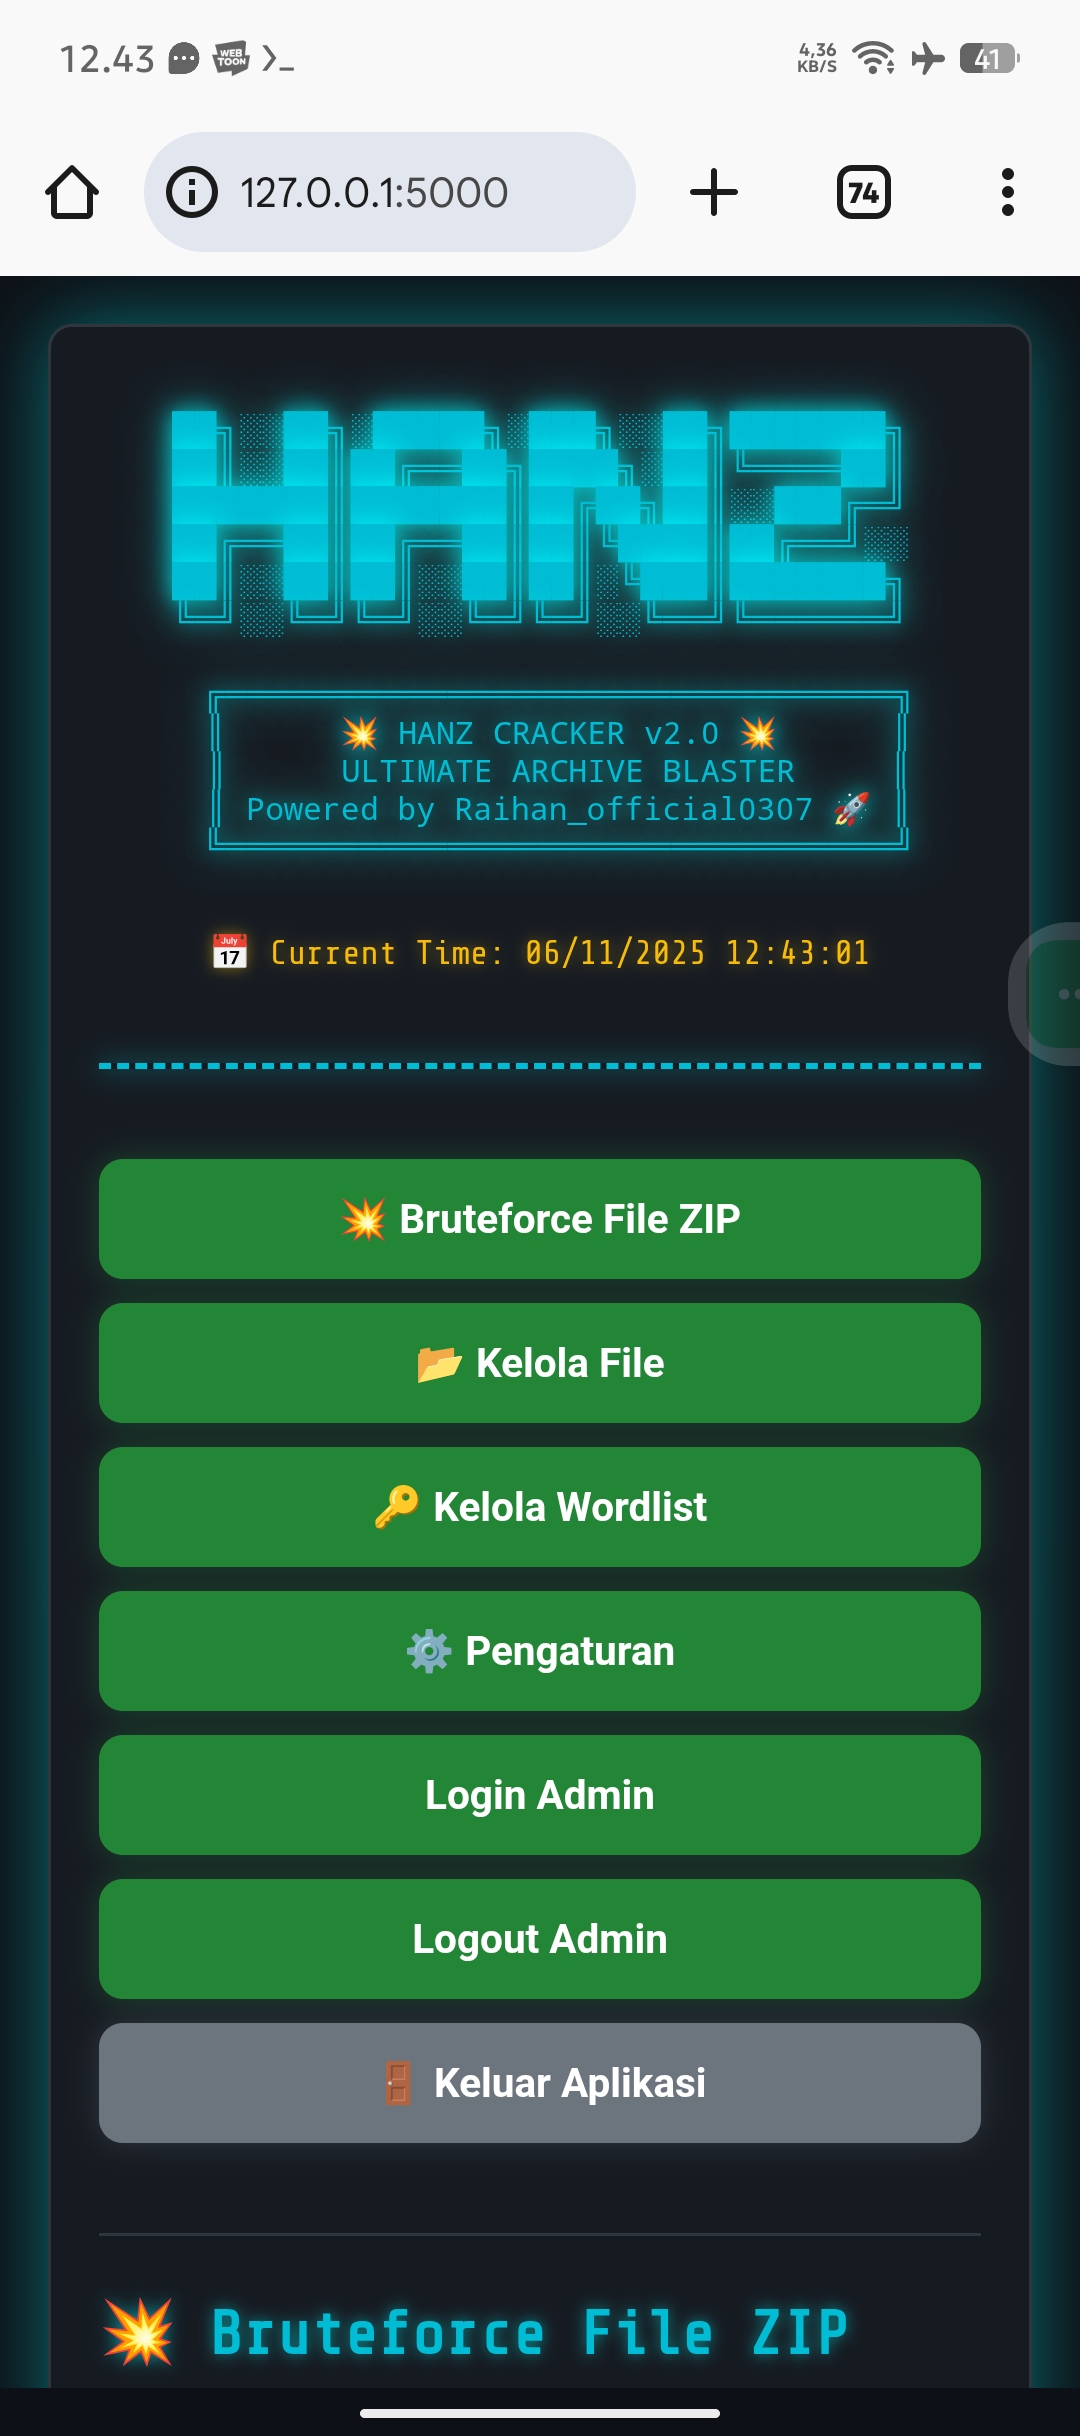 12.43
WEB
TOON
4,36
KB/S
41
127.0.0.1:5000
74
HANZ
💥 HANZ CRACKER v2.0 💥
ULTIMATE ARCHIVE BLASTER
Powered by Raihan_official0307 🚀
📅 Current Time: 06/11/2025 12:43:01
💥 Bruteforce File ZIP
📂 Kelola File
🔑 Kelola Wordlist
⚙️ Pengaturan
Login Admin
Logout Admin
🚪 Keluar Aplikasi
💥 Bruteforce File ZIP